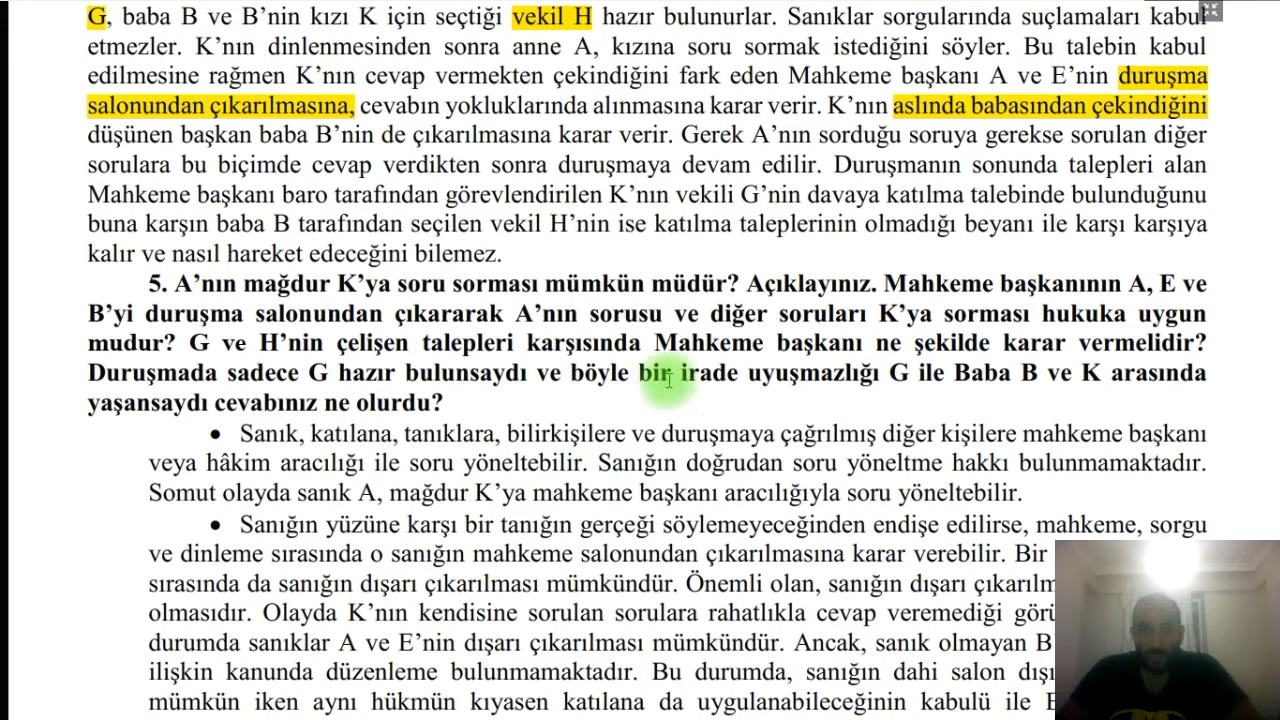 G, baba B ve B’nin kızı K için seçtiği vekil H hazır bulunurlar. Sanıklar sorgularında suçlamaları kabul
etmezler. K’nın dinlenmesinden sonra anne A, kızına soru sormak istediğini söyler. Bu talebin kabul
edilmesine rağmen K’nın cevap vermekten çekindiğini fark eden Mahkeme başkanı A ve E’nin duruşma
salonundan çıkarılmasına, cevabın yokluklarında alınmasına karar verir. K’nın aslında babasından çekindiğini
düşünen başkan baba B’nin de çıkarılmasına karar verir. Gerek A’nın sorduğu soruya gerekse sorulan diğer
sorulara bu biçimde cevap verdikten sonra duruşmaya devam edilir. Duruşmanın sonunda talepleri alan
Mahkeme başkanı baro tarafından görevlendirilen K’nın vekili G’nin davaya katılma talebinde bulunduğunu
buna karşın baba B tarafından seçilen vekil H’nin ise katılma taleplerinin olmadığı beyanı ile karşı karşıya
kalır ve nasıl hareket edeceğini bilemez.
5. A’nın mağdur K’ya soru sorması mümkün müdür? Açıklayınız. Mahkeme başkanının A, E ve
B’yi duruşma salonundan çıkararak A’nın sorusu ve diğer soruları K’ya sorması hukuka uygun
mudur? G ve H’nin çelişen talepleri karşısında Mahkeme başkanı ne şekilde karar vermelidir?
Duruşmada sadece G hazır bulunsaydı ve böyle bir irade uyuşmazlığı G ile Baba B ve K arasında
yaşansaydı cevabınız ne olurdu?
• Sanık, katılana, tanıklara, bilirkişilere ve duruşmaya çağrılmış diğer kişilere mahkeme başkanı
veya hâkim aracılığı ile soru yöneltebilir. Sanığın doğrudan soru yöneltme hakkı bulunmamaktadır.
Somut olayda sanık A, mağdur K’ya mahkeme başkanı aracılığıyla soru yöneltebilir.
• Sanığın yüzüne karşı bir tanığın gerçeği söylemeyeceğinden endişe edilirse, mahkeme, sorgu
ve dinleme sırasında o sanığın mahkeme salonundan çıkarılmasına karar verebilir. Bir
sırasında da sanığın dışarı çıkarılması mümkündür. Önemli olan, sanığın dışarı
olmasıdır. Olayda K’nın kendisine sorulan sorulara rahatlıkla cevap veremediği
durumda sanıklar A ve E’nin dışarı çıkarılması mümkündür. Ancak, sanık olmayan B
ilişkin kanunda düzenleme bulunmamaktadır. Bu durumda, sanığın dahi salon
mümkün iken aynı hükmün kıyasen katılana da uygulanabileceğinin kabulü ile